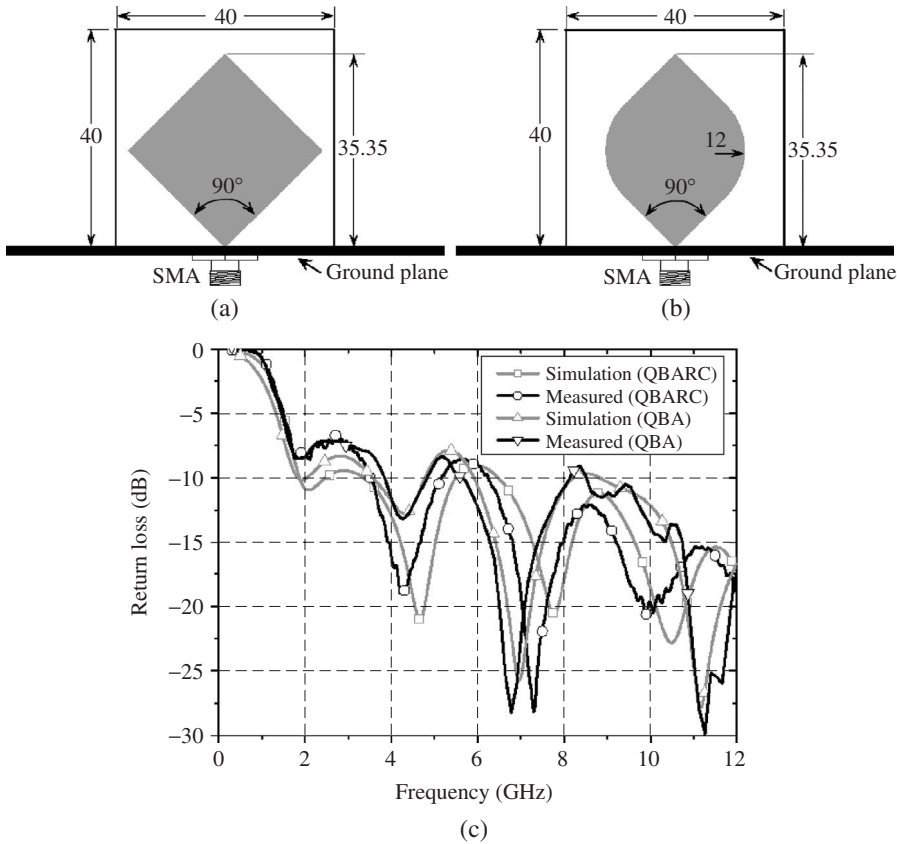 40
40
90°
35.35
SMA
Ground plane
(a)
40
40
12
90°
35.35
SMA
Ground plane
(b)
Return loss (dB)
0
−5
−10
−15
−20
−25
−30
Simulation (QBARC)
Measured (QBARC)
Simulation (QBA)
Measured (QBA)
0
2
4
6
8
10
12
Frequency (GHz)
(c)